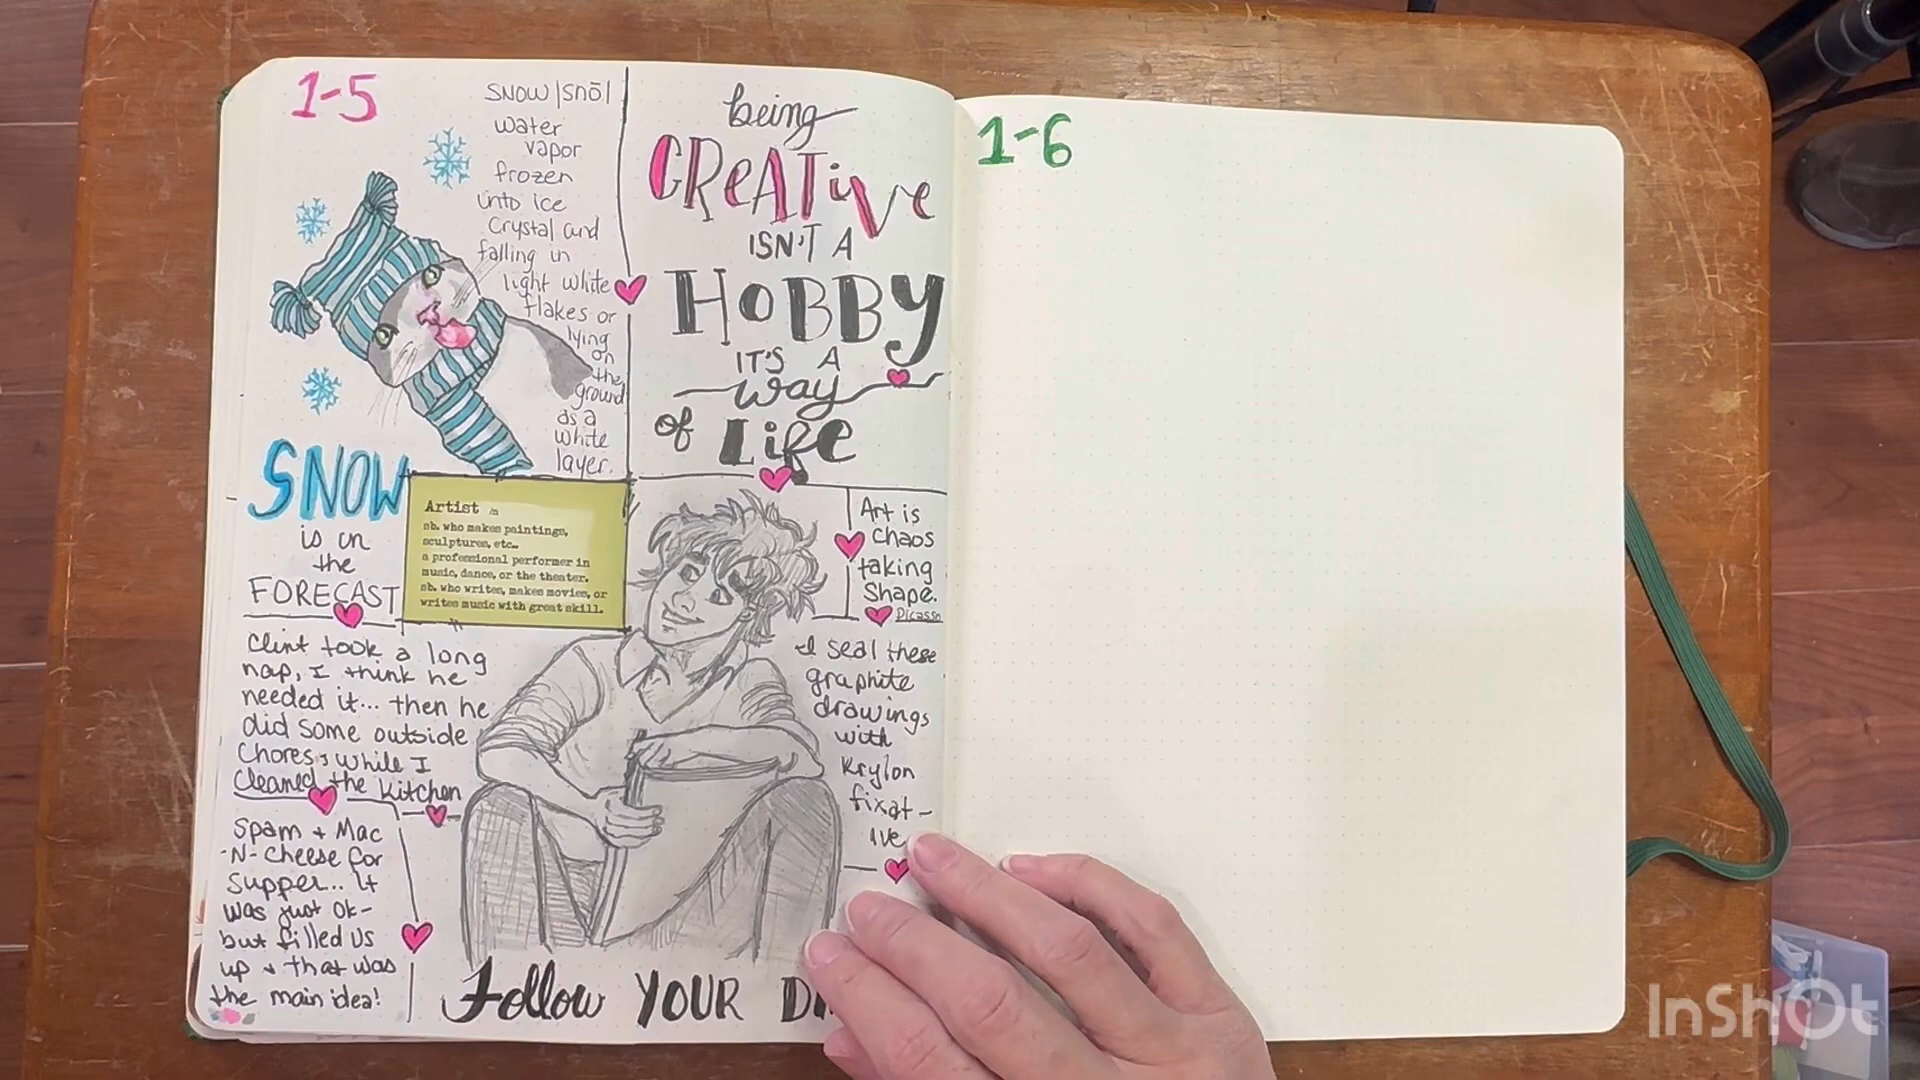 1-5
SNOW |snō|
water
vapor
frozen
into ice
Crystal and
falling in
light white
flakes or
lying
on
the
ground
as a
white
layer.
SNOW
is in
the
FORECAST
being
CREATIVE
ISN'T A
HOBBY
IT'S A
way
of LIFE
Artist /n
sb. who makes paintings,
sculptures, etc..
a professional performer in
music, dance, or the theater.
sb. who writes, makes movies, or
writes music with great skill.
Art is
Chaos
taking
Shape.
Picasso
Clint took a long
nap, I think he
needed it... then he
did some outside
Chores; while I
Cleaned the Kitchen
I seal these
graphite
drawings
with
Krylon
fixat-
ive
Spam + Mac
-N- Cheese for
Supper... It
was just OK-
but filled us
up + that was
the main idea!
Follow YOUR
1-6
InShOt